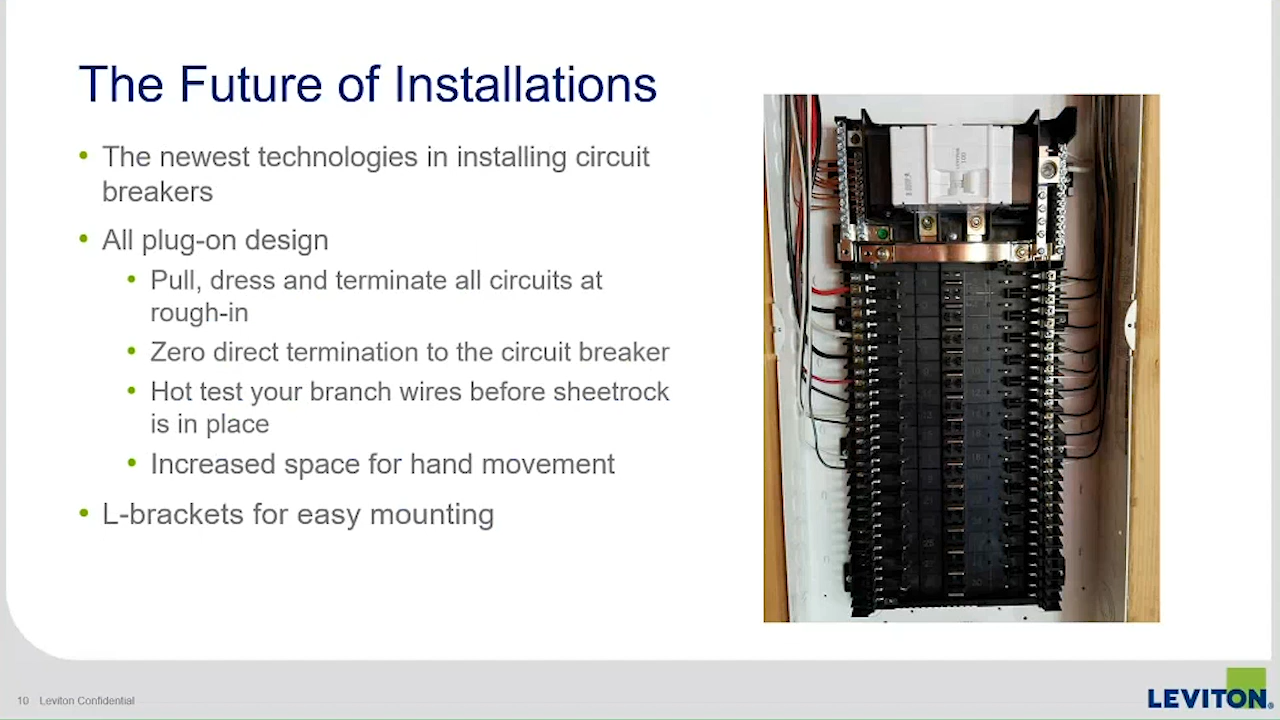 The Future of Installations
• The newest technologies in installing circuit
breakers
• All plug-on design
• Pull, dress and terminate all circuits at
rough-in
• Zero direct termination to the circuit breaker
• Hot test your branch wires before sheetrock
is in place
• Increased space for hand movement
• L-brackets for easy mounting
10 Leviton Confidential
LEVITON®